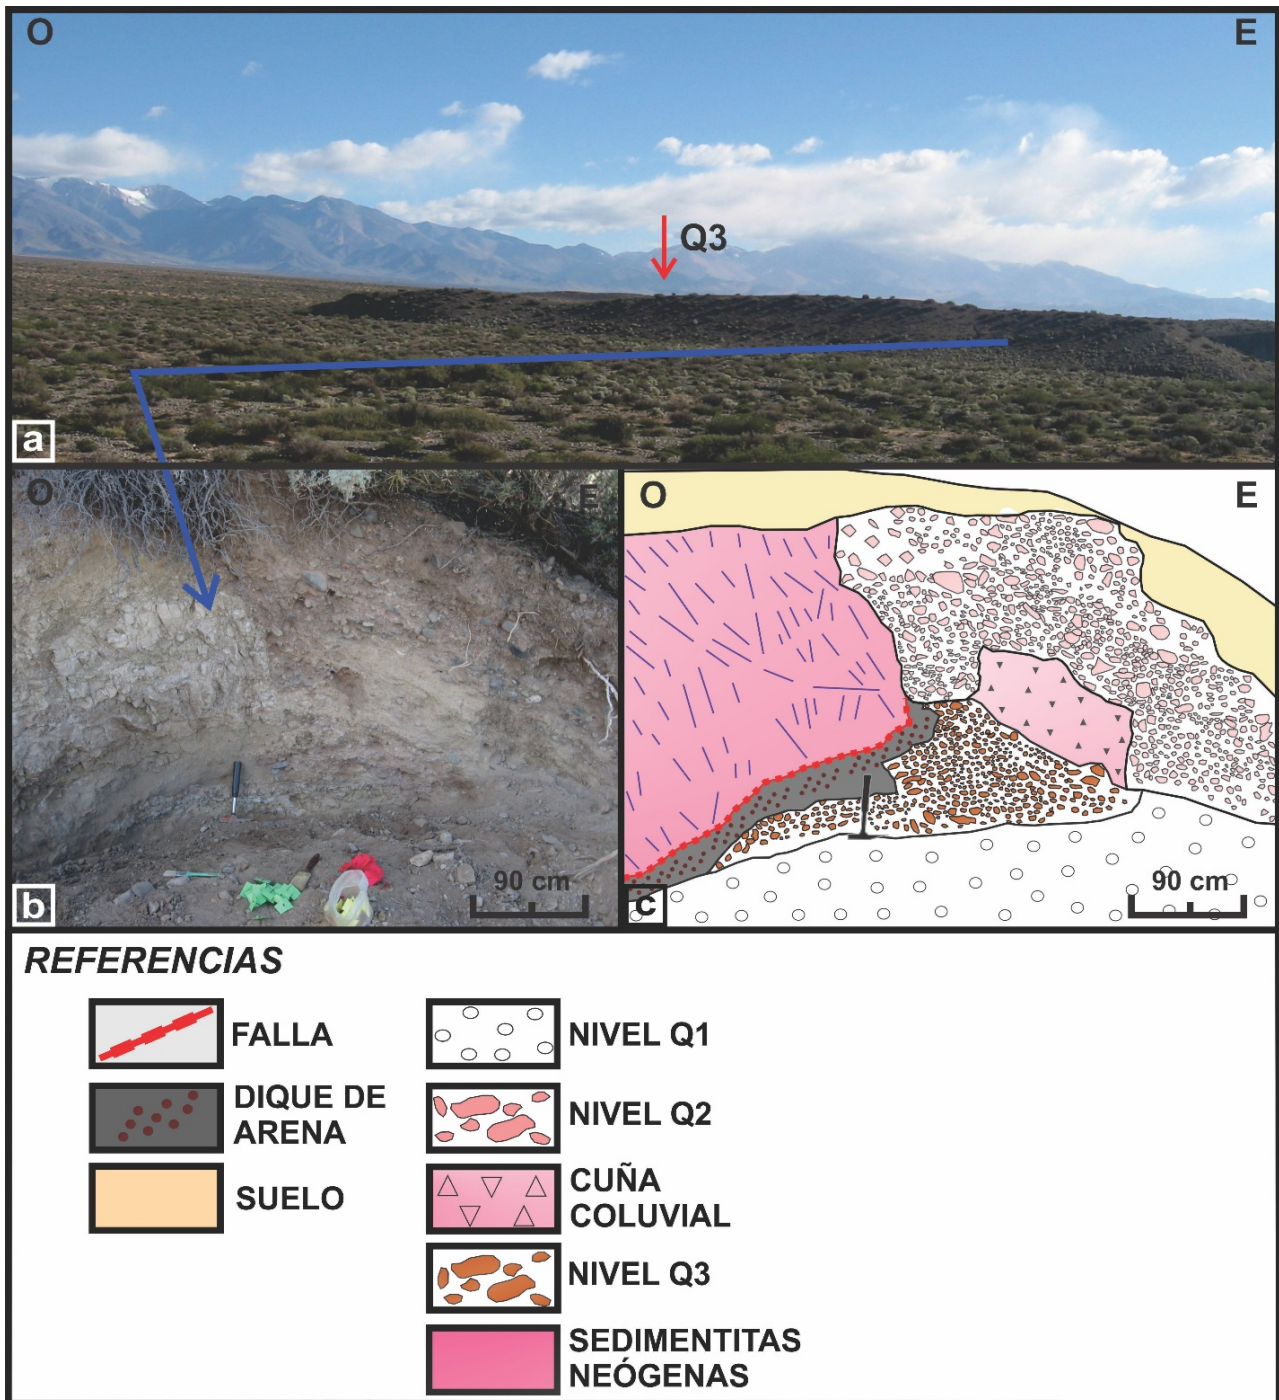 O E
Q3
a
O E
90 cm
b
O E
90 cm
c
REFERENCIAS
FALLA
DIQUE DE
ARENA
SUELO
NIVEL Q1
NIVEL Q2
CUÑA
COLUVIAL
NIVEL Q3
SEDIMENTITAS
NEÓGENAS